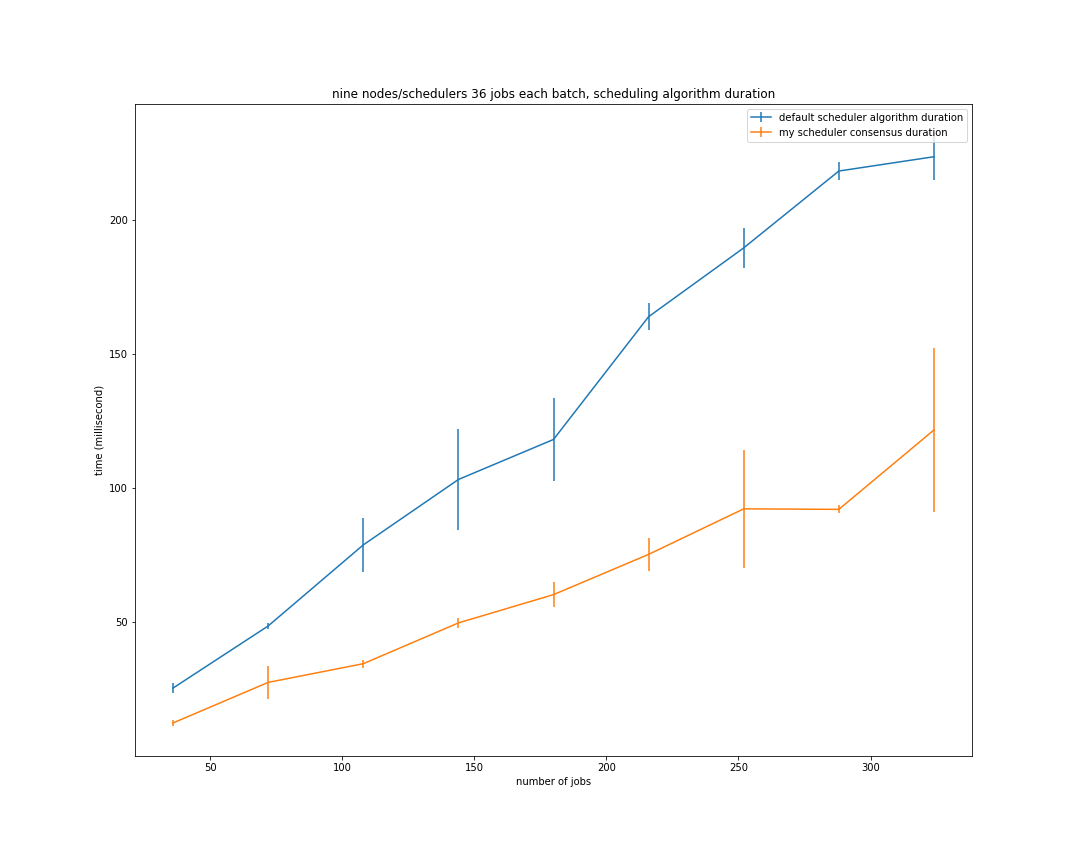 nine nodes/schedulers 36 jobs each batch, scheduling algorithm duration
default scheduler algorithm duration
my scheduler consensus duration
200
150
100
50
time (millisecond)
50
100
150
200
250
300
number of jobs